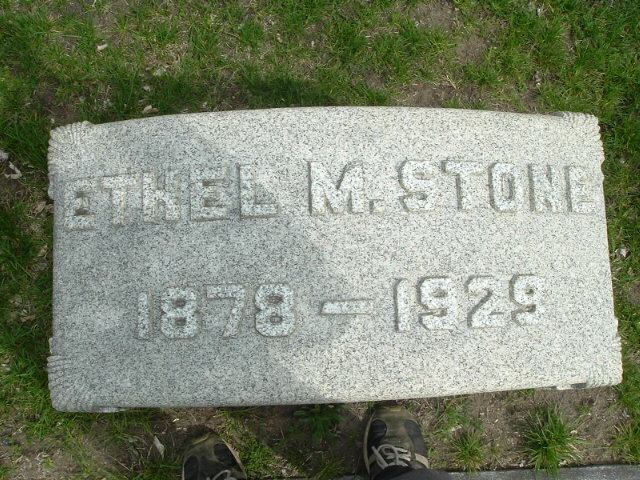 ETHEL M. STONE
1878 — 1929